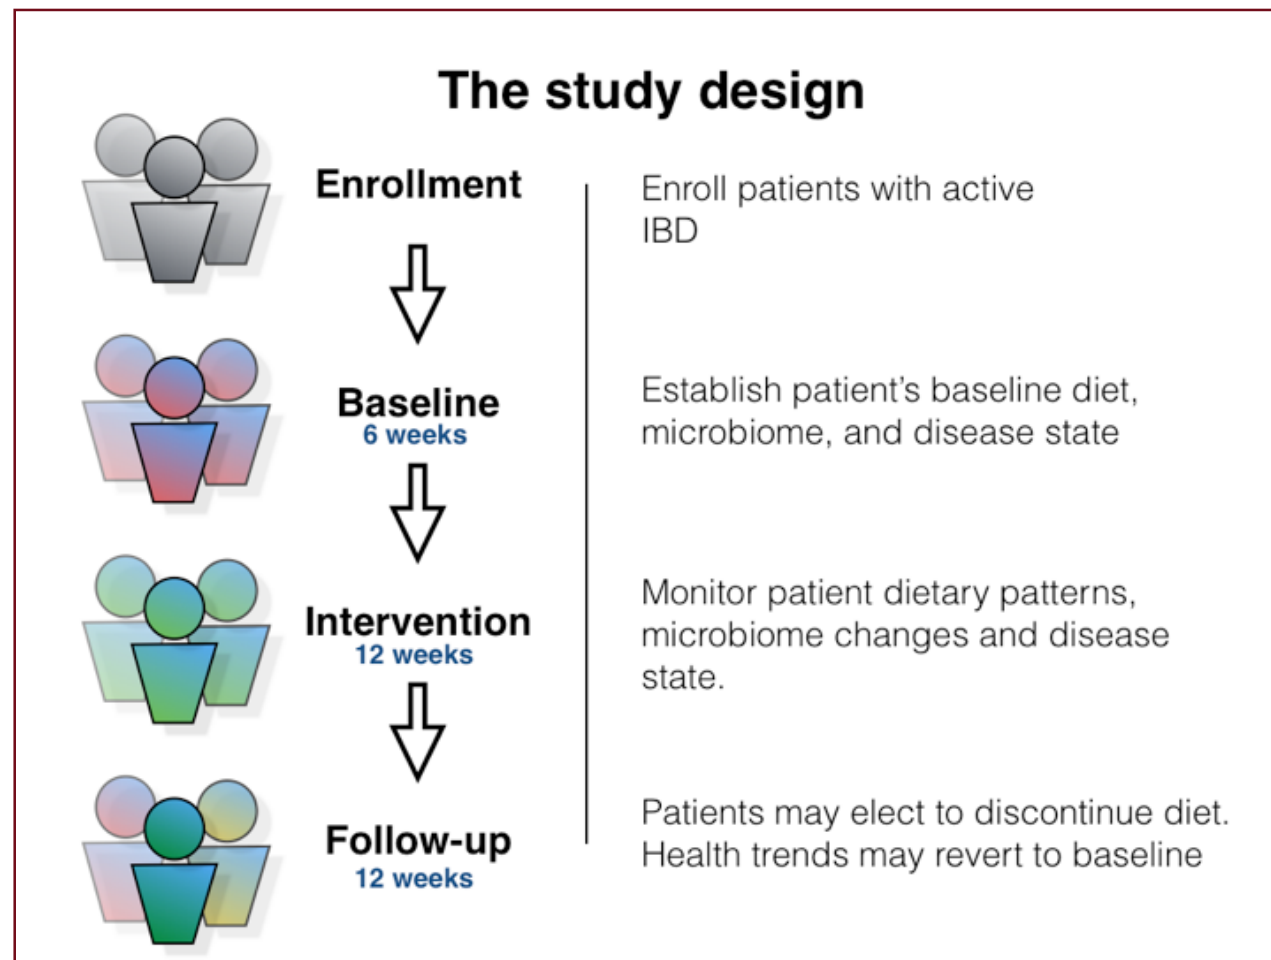 The study design
Enrollment
Enroll patients with active
IBD
Baseline
6 weeks
Establish patient's baseline diet,
microbiome, and disease state
Intervention
12 weeks
Monitor patient dietary patterns,
microbiome changes and disease
state.
Follow-up
12 weeks
Patients may elect to discontinue diet.
Health trends may revert to baseline